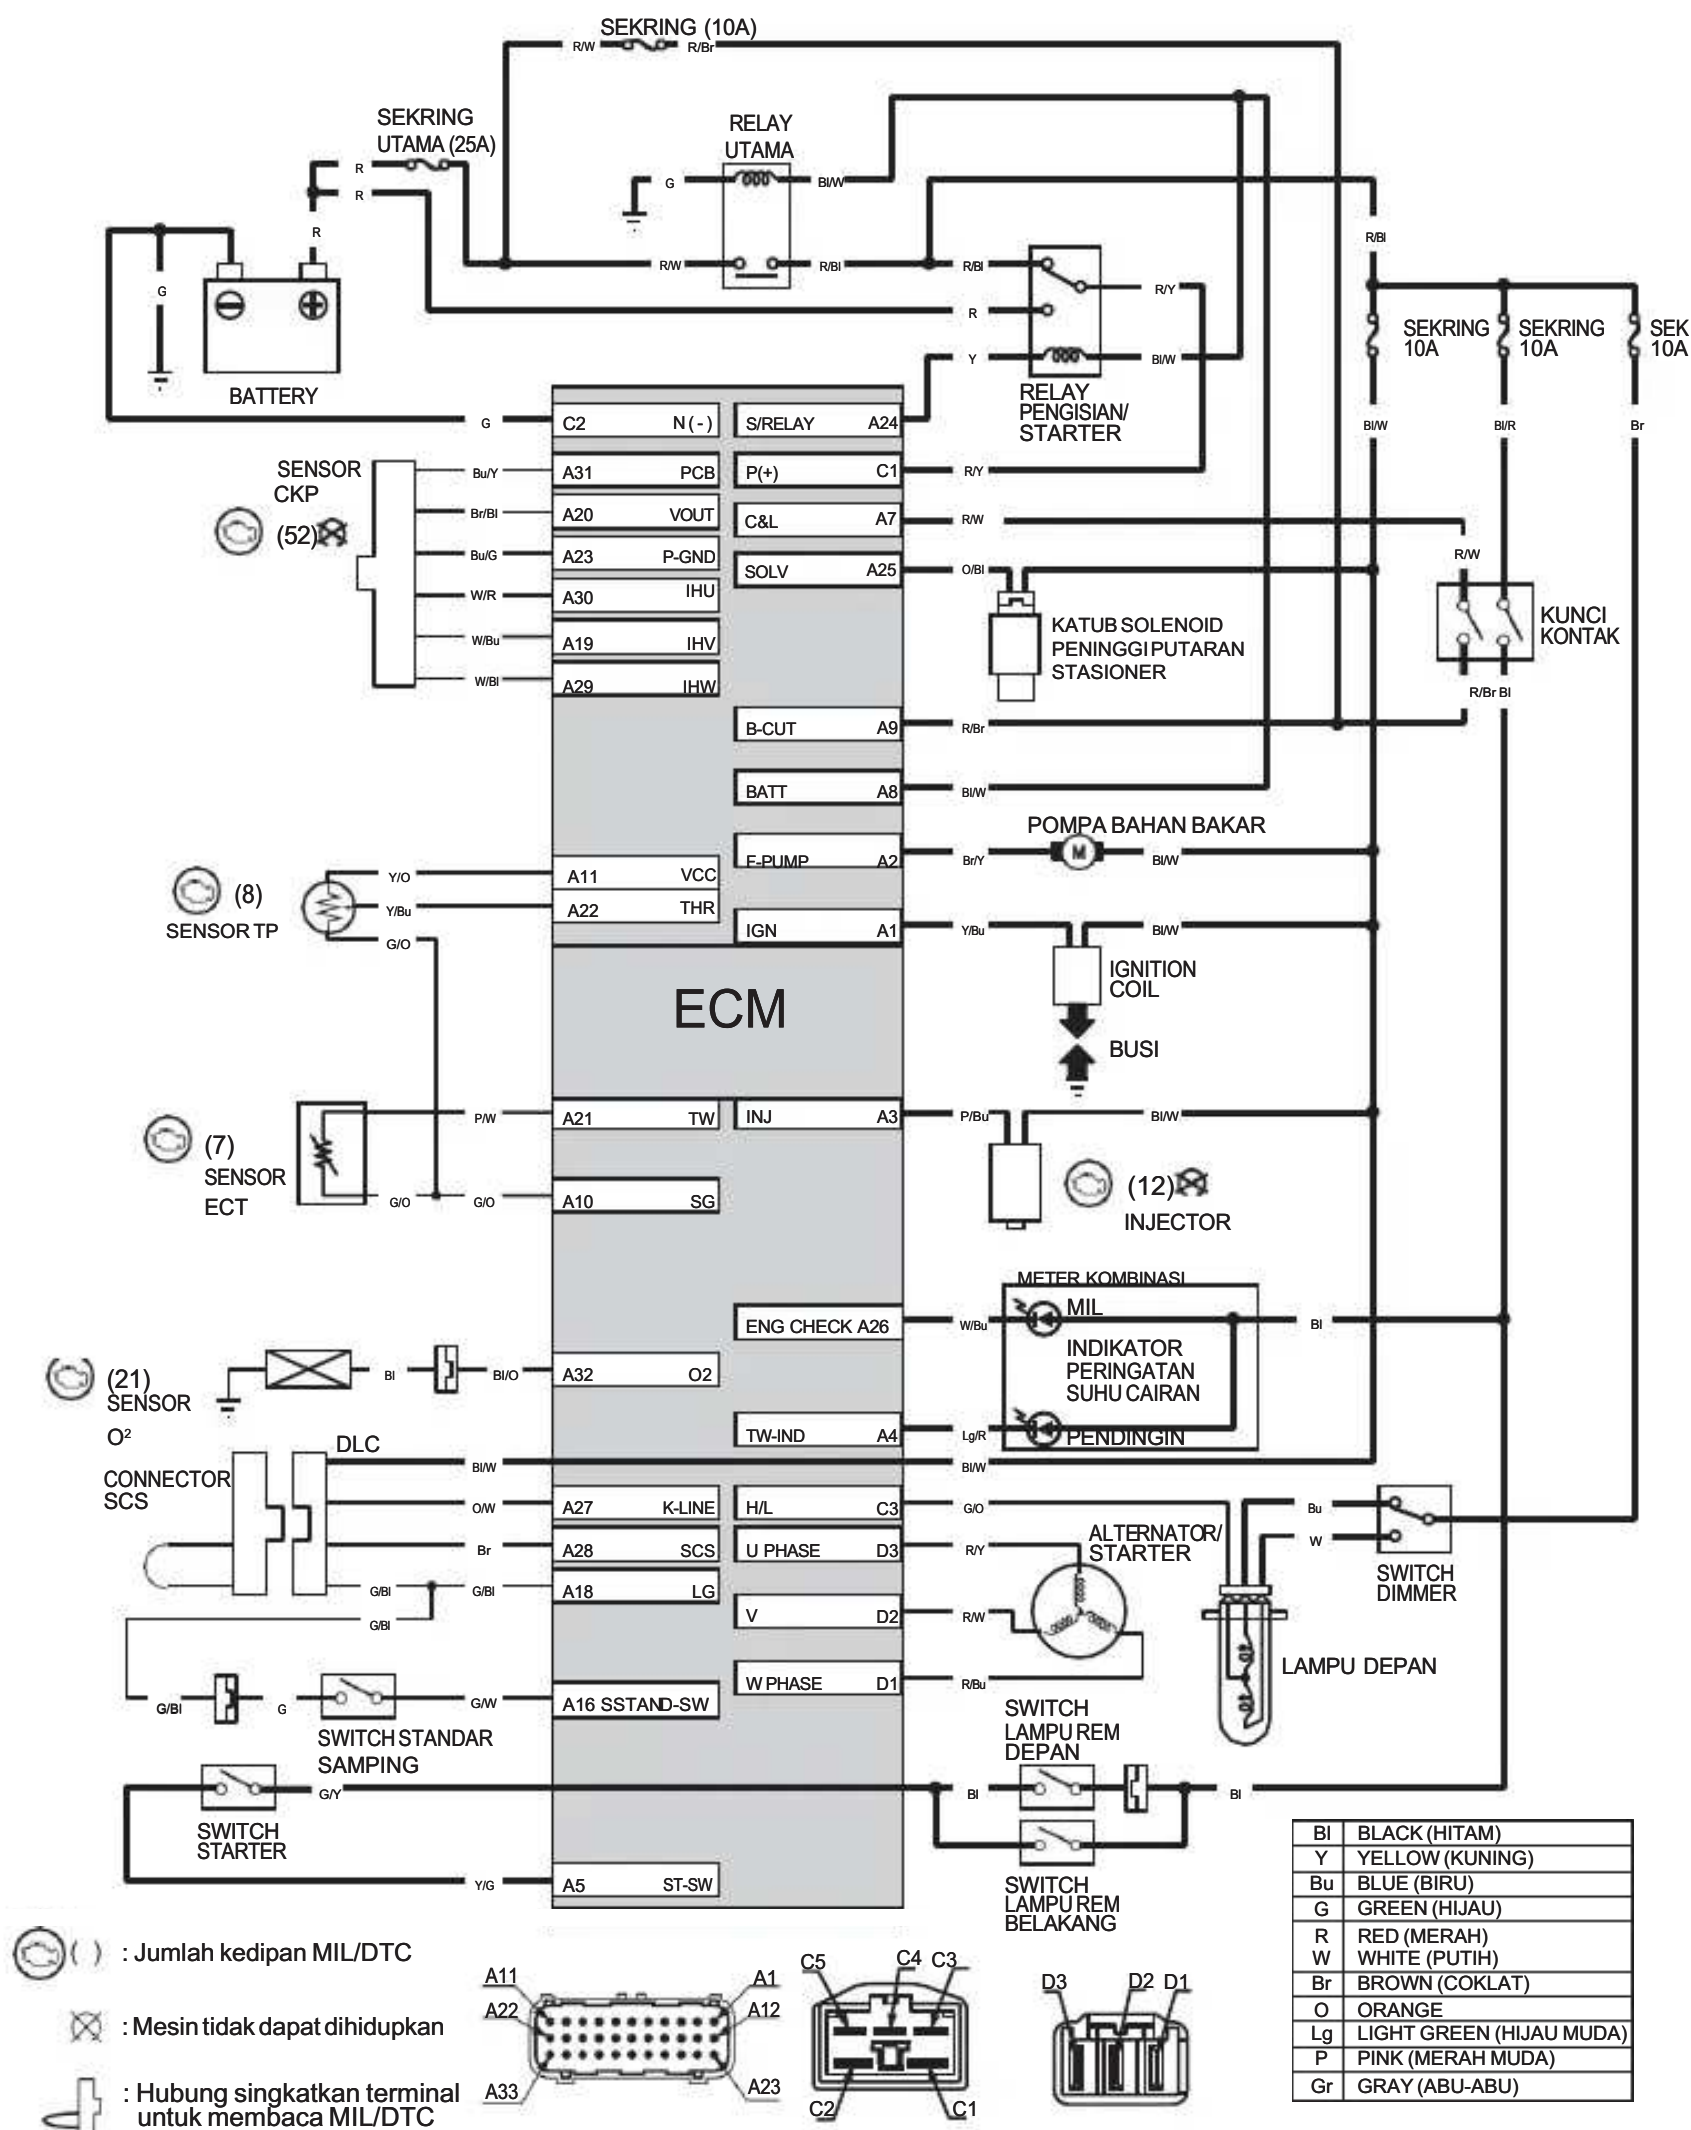 SEKRING (10A)
R/W
R/Br
SEKRING
UTAMA (25A)
RELAY
UTAMA
R
R
R
G
Bl/W
R/Bl
R/W
R/Bl
R/Bl
R/Y
R
G
SEKRING
10A
SEKRING
10A
SEK
10A
Y
Bl/W
BATTERY
RELAY
PENGISIAN/
STARTER
G
C2
N ( - )
S/RELAY
A24
Bl/W
Bl/R
Br
SENSOR
CKP
(52)
Bu/Y
A31
PCB
P(+)
C1
R/Y
Br/Bl
A20
VOUT
C&L
A7
R/W
Bu/G
A23
P-GND
R/W
SOLV
A25
O/Bl
W/R
A30
IHU
KATUB SOLENOID
PENINGGI PUTARAN
STASIONER
KUNCI
KONTAK
W/Bu
A19
IHV
W/Bl
A29
IHW
R/Br Bl
B-CUT
A9
R/Br
BATT
A8
Bl/W
POMPA BAHAN BAKAR
F-PUMP
A2
Br/Y
M
Bl/W
(8)
SENSOR TP
Y/O
A11
VCC
Y/Bu
A22
THR
G/O
IGN
A1
Y/Bu
Bl/W
IGNITION
COIL
ECM
BUSI
(7)
SENSOR
ECT
P/W
A21
TW
INJ
A3
P/Bu
Bl/W
G/O
G/O
A10
SG
(12)
INJECTOR
METER KOMBINASI
MIL
ENG CHECK A26
W/Bu
Bl
INDIKATOR
PERINGATAN
SUHU CAIRAN
PENDINGIN
(21)
SENSOR
O²
Bl
Bl/O
A32
O2
TW-IND
A4
Lg/R
DLC
CONNECTOR
SCS
Bl/W
Bl/W
O/W
A27
K-LINE
H/L
C3
G/O
Bu
W
Br
A28
SCS
U PHASE
D3
R/Y
ALTERNATOR/
STARTER
SWITCH
DIMMER
G/Bl
G/Bl
A18
LG
G/Bl
V
D2
R/W
LAMPU DEPAN
W PHASE
D1
R/Bu
G/Bl
G
G/W
A16 SSTAND-SW
SWITCH STANDAR
SAMPING
SWITCH
LAMPU REM
DEPAN
G/Y
Bl
Bl
SWITCH
STARTER
Y/G
A5
ST-SW
SWITCH
LAMPU REM
BELAKANG
Bl BLACK (HITAM)
Y YELLOW (KUNING)
Bu BLUE (BIRU)
G GREEN (HIJAU)
R RED (MERAH)
W WHITE (PUTIH)
Br BROWN (COKLAT)
O ORANGE
Lg LIGHT GREEN (HIJAU MUDA)
P PINK (MERAH MUDA)
Gr GRAY (ABU-ABU)
( ) : Jumlah kedipan MIL/DTC
: Mesin tidak dapat dihidupkan
: Hubung singkatkan terminal
untuk membaca MIL/DTC
A11
A1
A22
A12
A33
A23
C5
C4
C3
C2
C1
D3
D2
D1